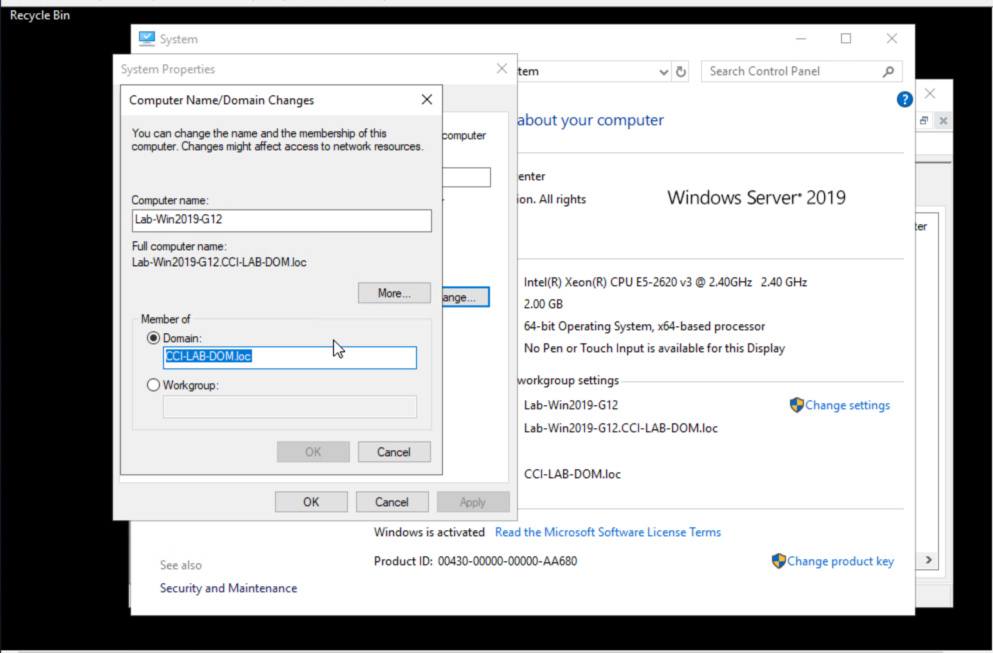 Recycle Bin
System
System Properties
tem
Search Control Panel
Computer Name/Domain Changes
about your computer
You can change the name and the membership of this
computer. Changes might affect access to network resources.
computer
enter
ion. All rights
Windows Server® 2019
Computer name:
Lab-Win2019-G12
ter
Full computer name:
Lab-Win2019-G12.CCI-LAB-DOM.loc
More...
ange...
Intel(R) Xeon(R) CPU E5-2620 v3 @ 2.40GHz 2.40 GHz
2.00 GB
64-bit Operating System, x64-based processor
No Pen or Touch Input is available for this Display
Member of
Domain:
CCI-LAB-DOM.loc
Workgroup:
workgroup settings
Lab-Win2019-G12
Change settings
Lab-Win2019-G12.CCI-LAB-DOM.loc
CCI-LAB-DOM.loc
OK
Cancel
OK
Cancel
Apply
Windows is activated Read the Microsoft Software License Terms
Product ID: 00430-00000-00000-AA680
Change product key
See also
Security and Maintenance